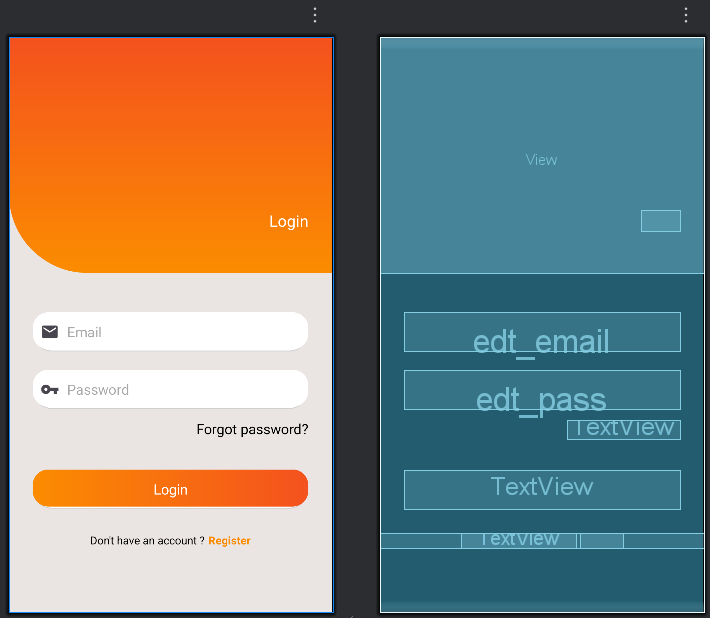 Login
Email
Password
Forgot password?
Login
Don't have an account ? Register
View
edt_email
edt_pass
TextView
TextView
TextView